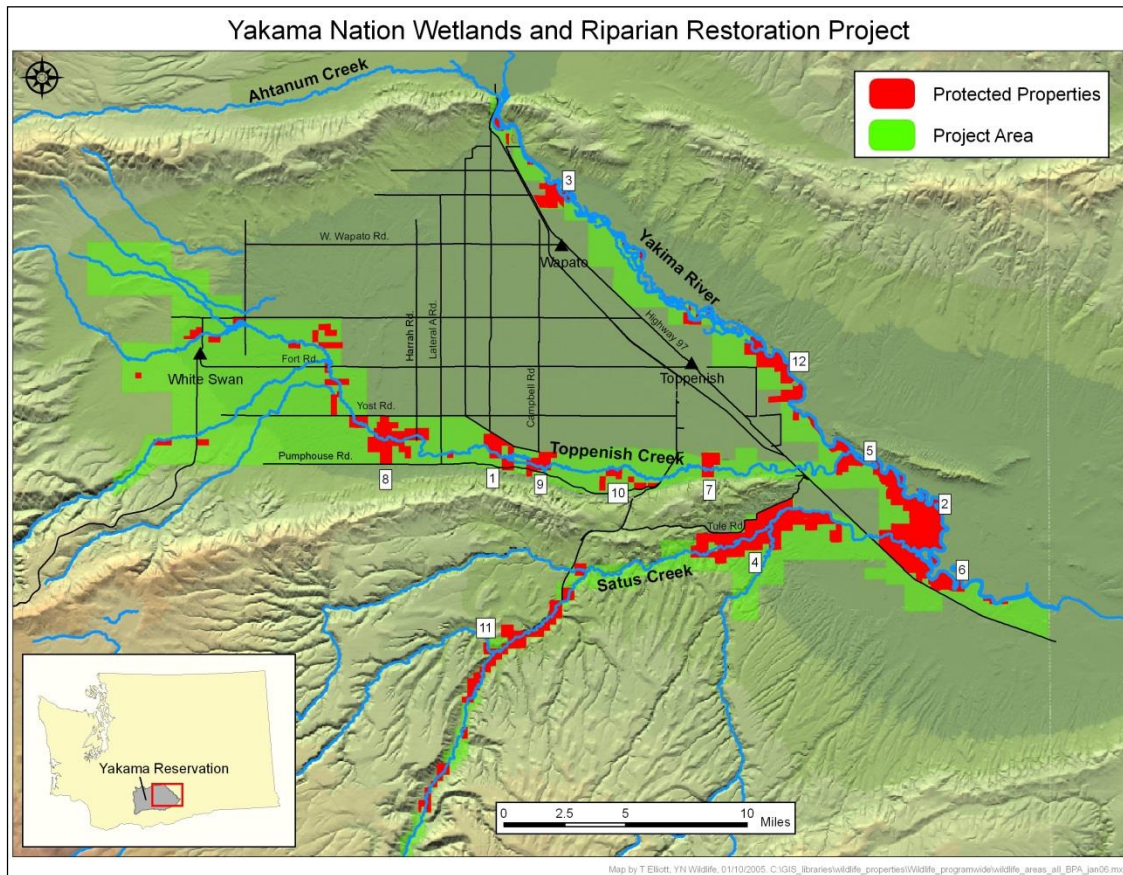 Yakama Nation Wetlands and Riparian Restoration Project
Ahtanum Creek
Protected Properties
Project Area
3
W. Wapato Rd.
Wapato
Yakima River
Harrah Rd.
Lateral A Rd.
Highway 97
Fort Rd.
White Swan
Toppenish
12
Yost Rd.
Campbell Rd
Toppenish Creek
Pumphouse Rd.
8
1
9
10
7
5
2
Tule Rd.
4
6
Satus Creek
11
Yakama Reservation
0 2.5 5 10
Miles
Map by T Elliott, YN Wildlife, 01/10/2005. C:\GIS_libraries\wildlife_properties\Wildlife_programwide\wildlife_areas_all_BPA_jan06.mx